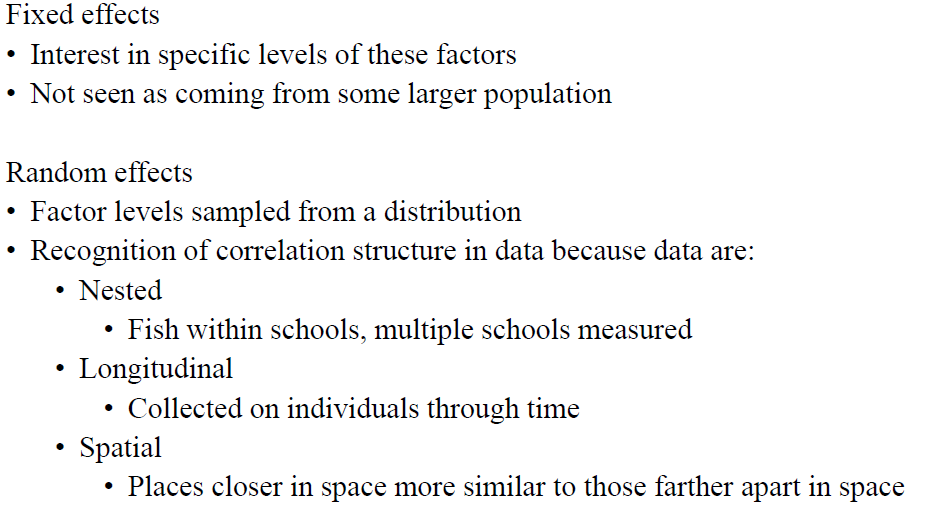 Fixed effects
• Interest in specific levels of these factors
• Not seen as coming from some larger population
Random effects
• Factor levels sampled from a distribution
• Recognition of correlation structure in data because data are:
• Nested
• Fish within schools, multiple schools measured
• Longitudinal
• Collected on individuals through time
• Spatial
• Places closer in space more similar to those farther apart in space